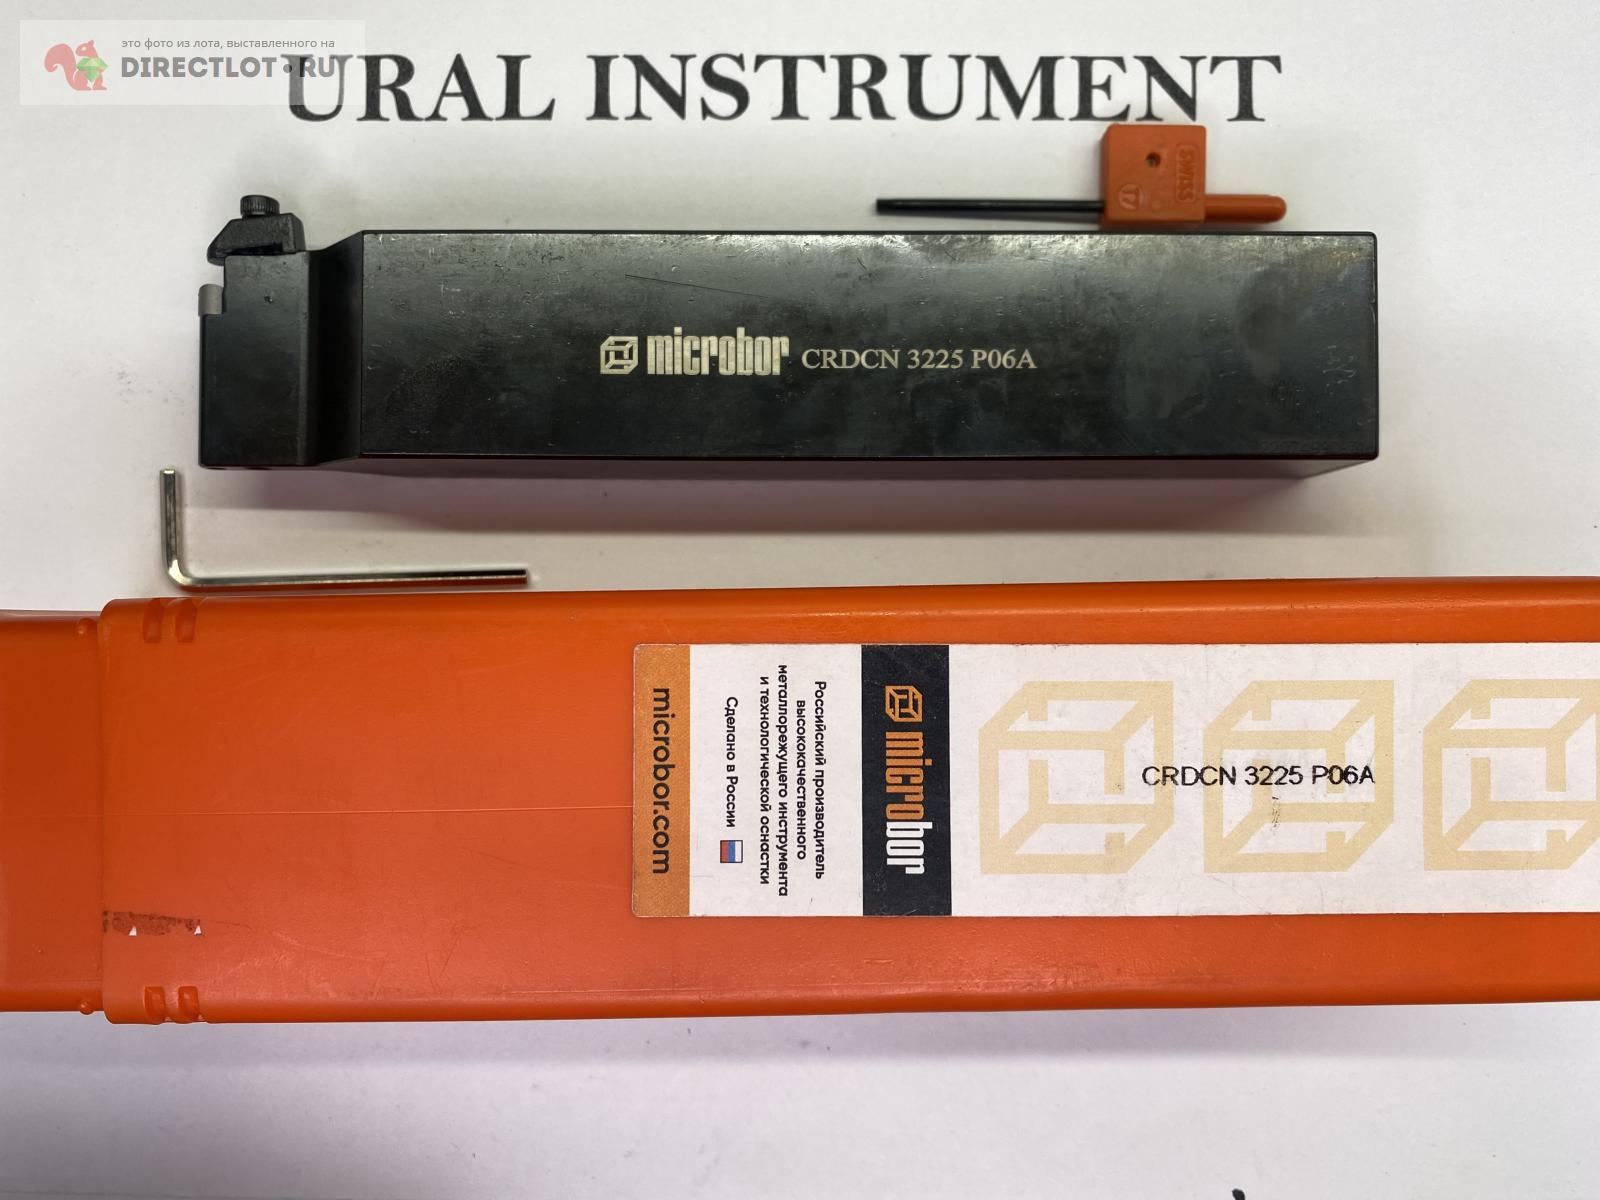 это фото из лота, выставленного на
DIRECTLOT.RU
URAL INSTRUMENT
SWISS
microbor CRDCN 3225 P06A
microbor.com
Российский производитель
высококачественного
металлорежущего инструмента
и технологической оснастки
Сделано в России
microbor
CRDCN 3225 P06A